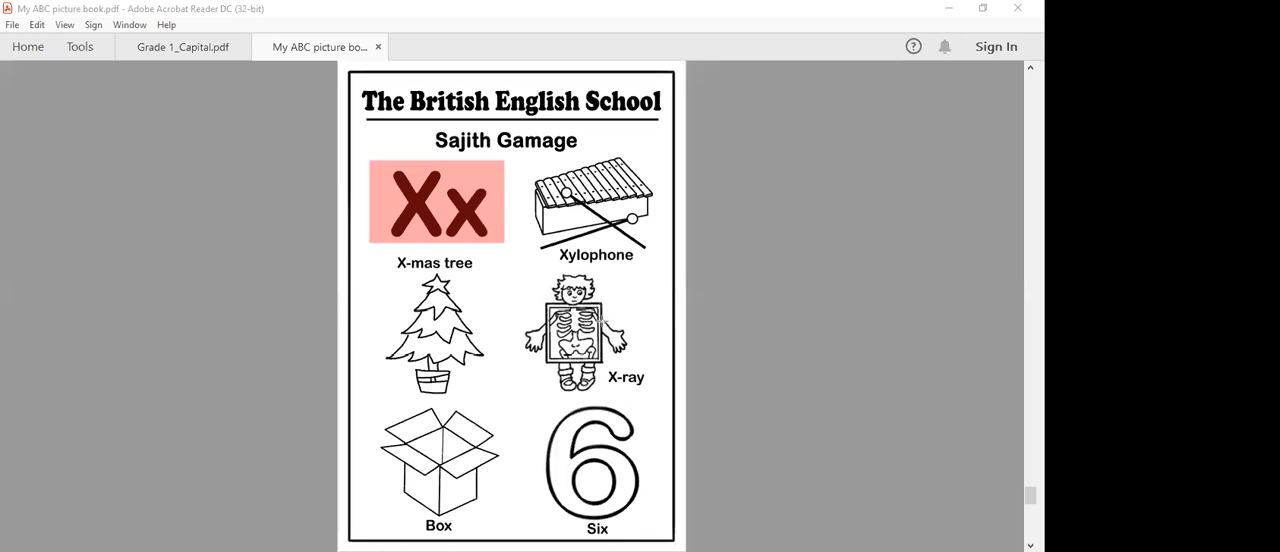 My ABC picture book.pdf - Adobe Acrobat Reader DC (32-bit)
File Edit View Sign Window Help
Home Tools Grade 1_Capital.pdf My ABC picture bo... × Sign In
The British English School
Sajith Gamage
Xx
Xylophone
X-mas tree
X-ray
6
Box
Six